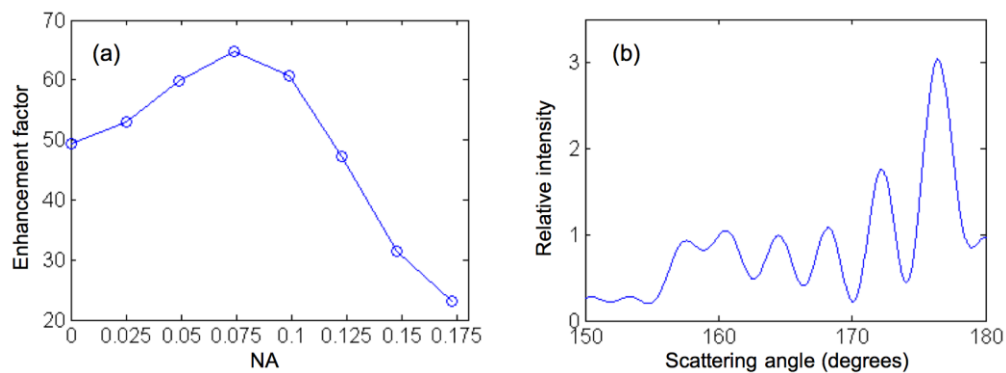 (a)
Enhancement factor
70
60
50
40
30
20
0 0.025 0.05 0.075 0.1 0.125 0.15 0.175
NA
(b)
Relative intensity
3
2
1
0
150 160 170 180
Scattering angle (degrees)